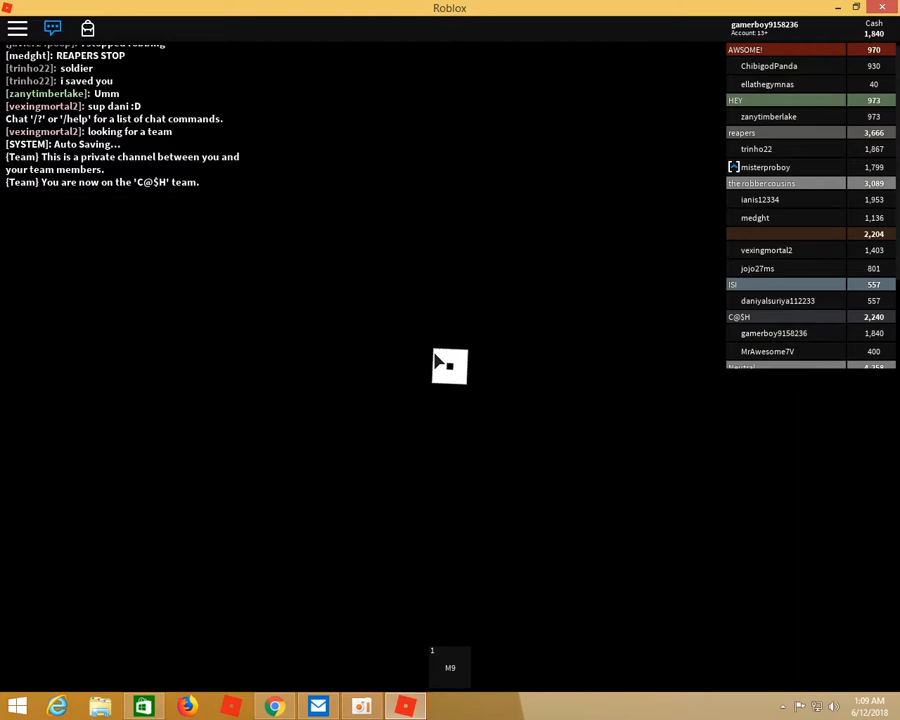 Roblox
gamerboy9158236
Account: 13+
Cash
1,840
[medght]: REAPERS STOP
[trinho22]: soldier
[trinho22]: i saved you
[zanytimberlake]: Umm
[vexingmortal2]: sup dani :D
Chat '/?' or '/help' for a list of chat commands.
[vexingmortal2]: looking for a team
[SYSTEM]: Auto Saving...
{Team} This is a private channel between you and
your team members.
{Team} You are now on the 'C@$H' team.
AWSOME! 970
ChibigodPanda 930
ellathegymnas 40
HEY 973
zanytimberlake 973
reapers 3,666
trinho22 1,867
misterproboy 1,799
the robber cousins 3,089
ianis12334 1,953
medght 1,136
2,204
vexingmortal2 1,403
jojo27ms 801
ISI 557
daniyalsuriya112233 557
C@$H 2,240
gamerboy9158236 1,840
MrAwesome7V 400
Neutral 4,258
1
M9
1:09 AM
6/12/2018